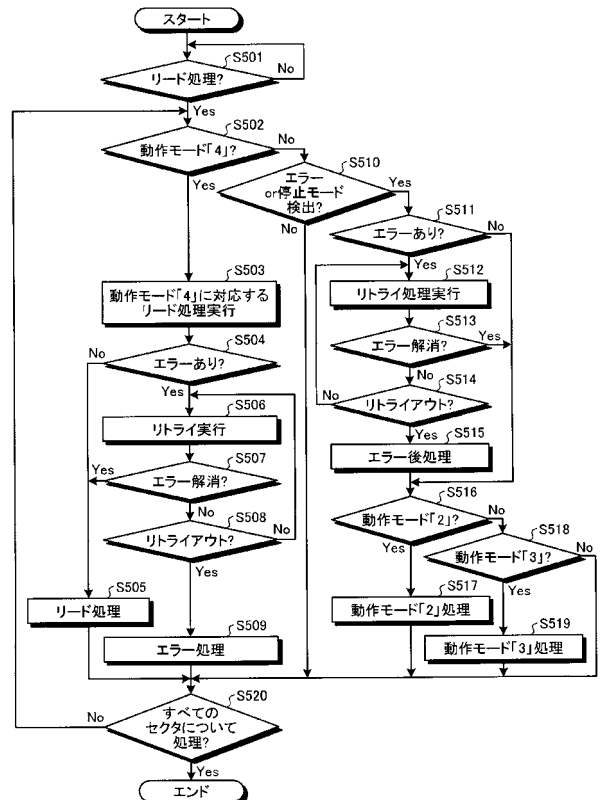 スタート
S501
リード処理?
No
Yes
S502
動作モード「4」?
No
Yes
S510
エラー
or停止モード
検出?
Yes
No
S511
エラーあり?
No
Yes
S503
動作モード「4」に対応する
リード処理実行
S512
リトライ処理実行
S504
エラーあり?
No
Yes
S513
エラー解消?
Yes
No
S506
リトライ実行
S514
リトライアウト?
No
Yes
S507
エラー解消?
Yes
No
S515
エラー後処理
S508
リトライアウト?
No
Yes
S516
動作モード「2」?
No
Yes
S518
動作モード「3」?
No
Yes
S505
リード処理
S517
動作モード「2」処理
S509
エラー処理
S519
動作モード「3」処理
S520
すべての
セクタについて
処理?
No
Yes
エンド